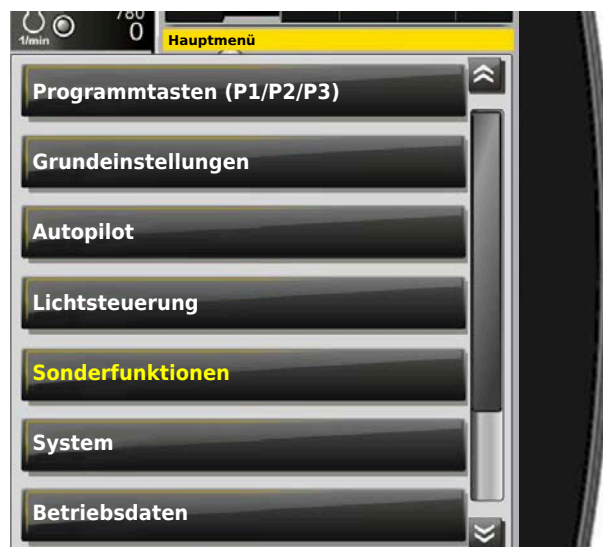 780
1/min
0
Hauptmenü
Programmtasten (P1/P2/P3)
Grundeinstellungen
Autopilot
Lichtsteuerung
Sonderfunktionen
System
Betriebsdaten